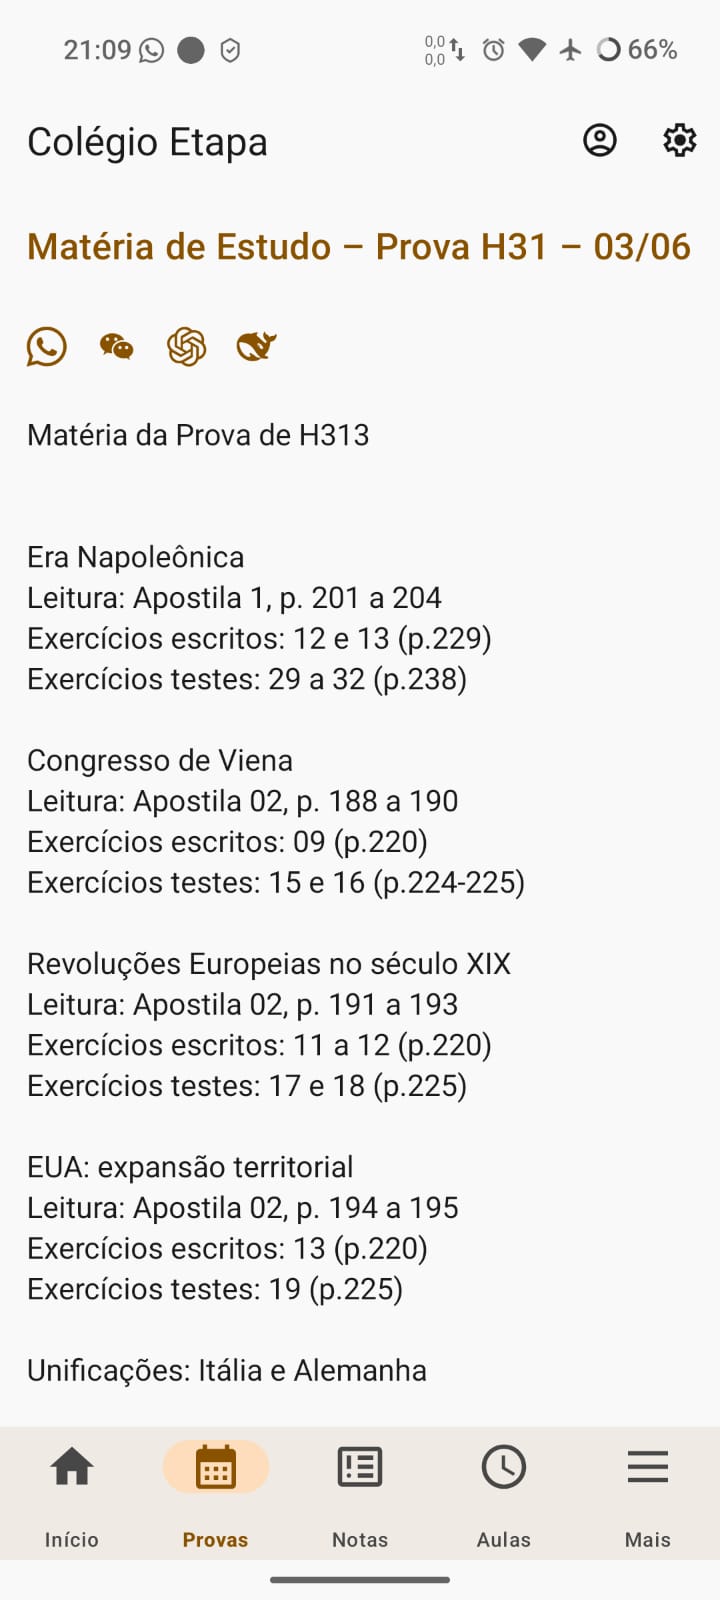 21:09
0,0
0,0
66%
Colégio Etapa
Matéria de Estudo – Prova H31 – 03/06
Matéria da Prova de H313
Era Napoleônica
Leitura: Apostila 1, p. 201 a 204
Exercícios escritos: 12 e 13 (p.229)
Exercícios testes: 29 a 32 (p.238)
Congresso de Viena
Leitura: Apostila 02, p. 188 a 190
Exercícios escritos: 09 (p.220)
Exercícios testes: 15 e 16 (p.224-225)
Revoluções Europeias no século XIX
Leitura: Apostila 02, p. 191 a 193
Exercícios escritos: 11 a 12 (p.220)
Exercícios testes: 17 e 18 (p.225)
EUA: expansão territorial
Leitura: Apostila 02, p. 194 a 195
Exercícios escritos: 13 (p.220)
Exercícios testes: 19 (p.225)
Unificações: Itália e Alemanha
Início Provas Notas Aulas Mais